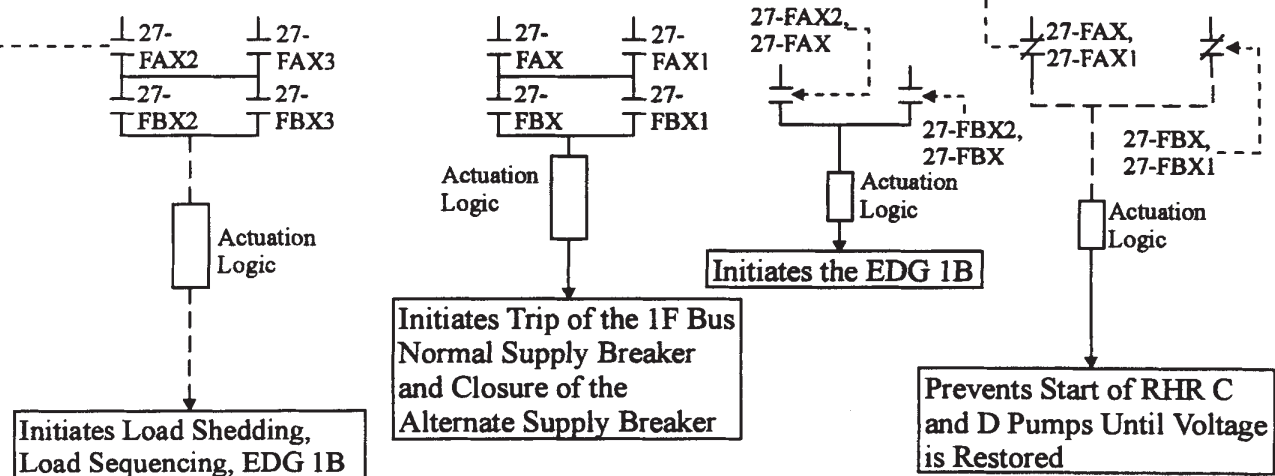 27-
FAX2
27-
FAX3
27-
FBX2
27-
FBX3
Actuation
Logic
Initiates Load Shedding,
Load Sequencing, EDG 1B
27-
FAX
27-
FAX1
27-
FBX
27-
FBX1
Actuation
Logic
Initiates Trip of the 1F Bus
Normal Supply Breaker
and Closure of the
Alternate Supply Breaker
27-FAX2,
27-FAX
27-FBX2,
27-FBX
Actuation
Logic
Initiates the EDG 1B
27-FAX,
27-FAX1
27-FBX,
27-FBX1
Actuation
Logic
Prevents Start of RHR C
and D Pumps Until Voltage
is Restored